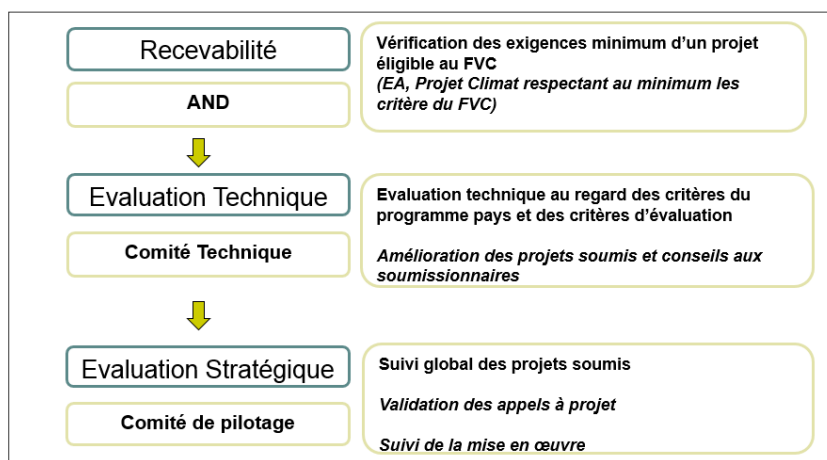 Recevabilité
AND
Vérification des exigences minimum d'un projet
éligible au FVC
(EA, Projet Climat respectant au minimum les
critère du FVC)
Evaluation Technique
Comité Technique
Evaluation technique au regard des critères du
programme pays et des critères d'évaluation
Amélioration des projets soumis et conseils aux
soumissionnaires
Evaluation Stratégique
Comité de pilotage
Suivi global des projets soumis
Validation des appels à projet
Suivi de la mise en œuvre